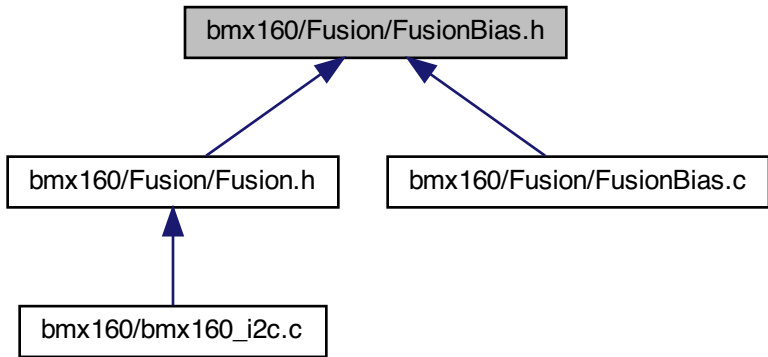 bmx160/Fusion/FusionBias.h
bmx160/Fusion/Fusion.h
bmx160/Fusion/FusionBias.c
bmx160/bmx160_i2c.c